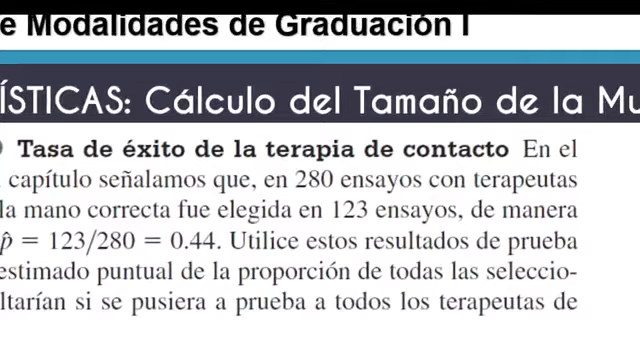 e Modalidades de Graduación I
ÍSTICAS: Cálculo del Tamaño de la Mu
Tasa de éxito de la terapia de contacto En el
capítulo señalamos que, en 280 ensayos con terapeutas
la mano correcta fue elegida en 123 ensayos, de manera
p̂ = 123/280 = 0.44. Utilice estos resultados de prueba
estimado puntual de la proporción de todas las seleccio-
ltarían si se pusiera a prueba a todos los terapeutas de